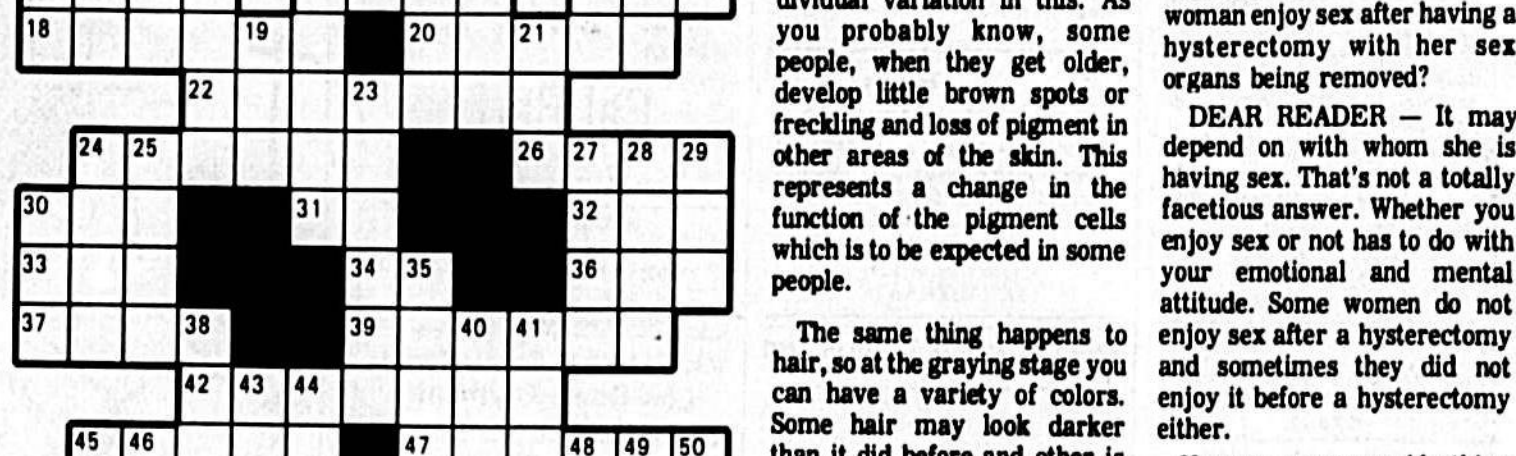 18 19 20 21
22 23
24 25 26 27 28 29
30 31 32
33 34 35 36
37 38 39 40 41
42 43 44
45 46 47 48 49 50
dividual variation in this. As
you probably know, some
people, when they get older,
develop little brown spots or
freckling and loss of pigment in
other areas of the skin. This
represents a change in the
function of the pigment cells
which is to be expected in some
people.
The same thing happens to
hair, so at the graying stage you
can have a variety of colors.
Some hair may look darker
than it did before and other is
woman enjoy sex after having a
hysterectomy with her sex
organs being removed?
DEAR READER — It may
depend on with whom she is
having sex. That's not a totally
facetious answer. Whether you
enjoy sex or not has to do with
your emotional and mental
attitude. Some women do not
enjoy sex after a hysterectomy
and sometimes they did not
enjoy it before a hysterectomy
either.